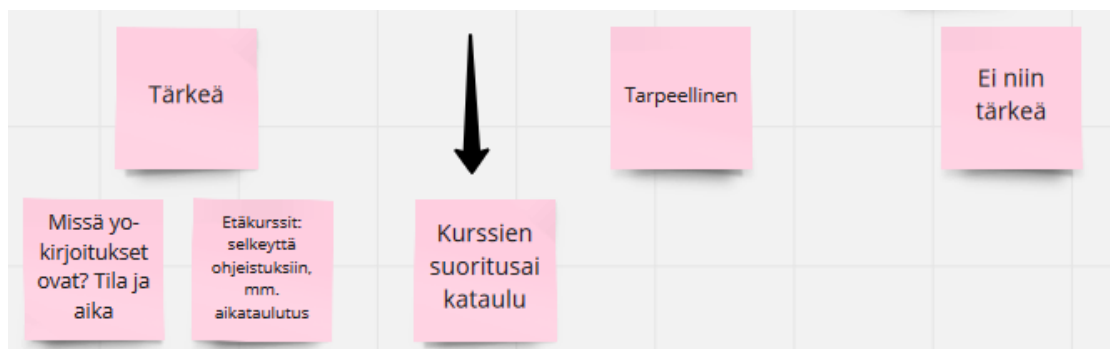 Tärkeä
Tarpeellinen
Ei niin
tärkeä
Missä yo-
kirjoitukset
ovat? Tila ja
aika
Etäkurssit:
selkeyttä
ohjeistuksiin,
mm.
aikataulutus
Kurssien
suoritusai
kataulu